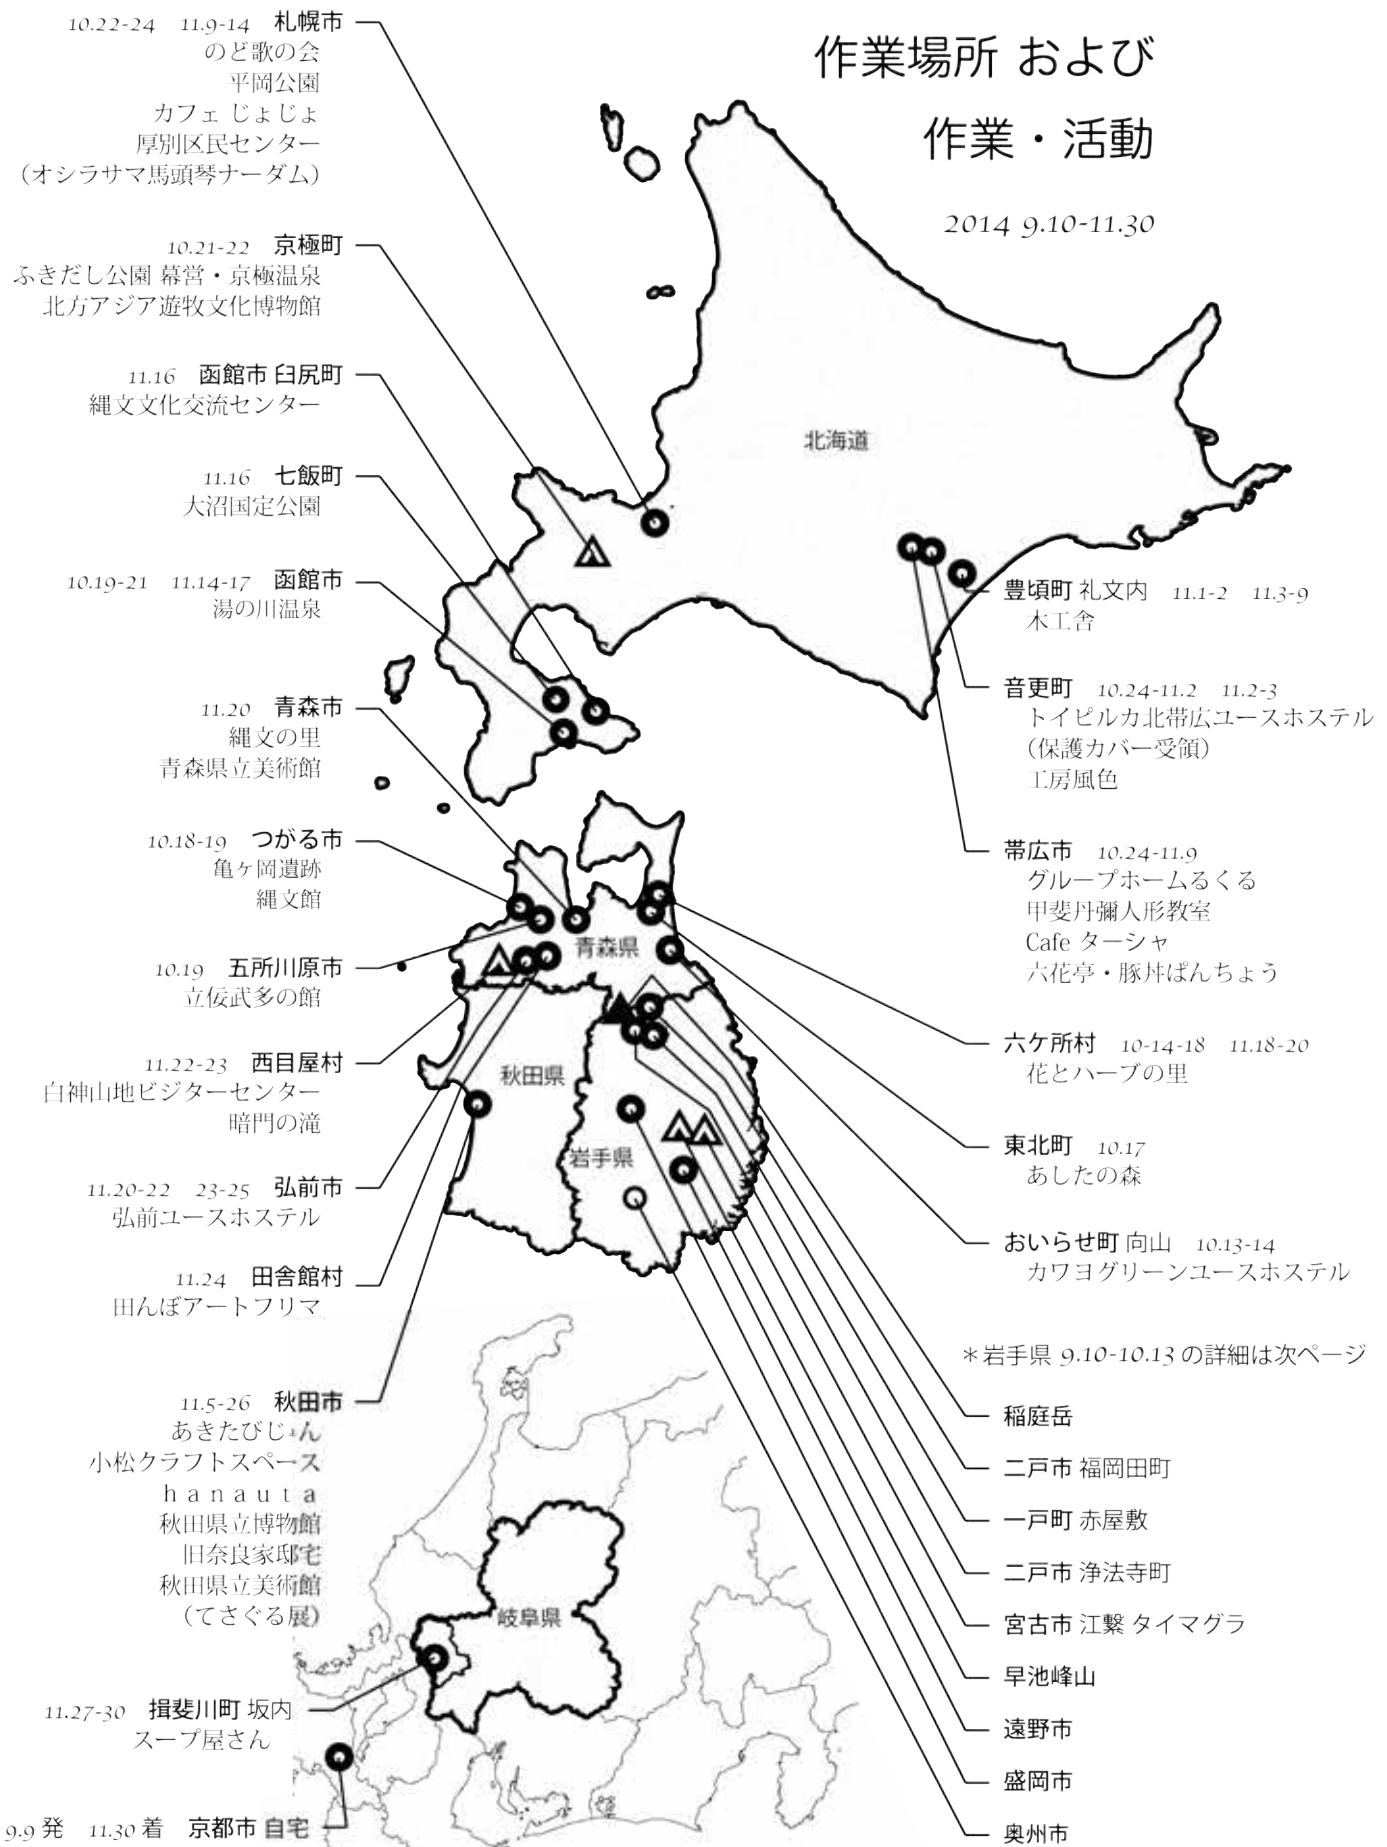 作業場所 および
作業・活動
2014 9.10-11.30
10.22-24 11.9-14 札幌市
のど歌の会
平岡公園
カフェ じょじょ
厚別区民センター
（オシラサマ馬頭琴ナーダム）
10.21-22 京極町
ふきだし公園 幕営・京極温泉
北方アジア遊牧文化博物館
11.16 函館市 臼尻町
縄文文化交流センター
11.16 七飯町
大沼国定公園
10.19-21 11.14-17 函館市
湯の川温泉
11.20 青森市
縄文の里
青森県立美術館
10.18-19 つがる市
亀ヶ岡遺跡
縄文館
10.19 五所川原市
立佞武多の館
11.22-23 西目屋村
白神山地ビジターセンター
暗門の滝
11.20-22 23-25 弘前市
弘前ユースホステル
11.24 田舎館村
田んぼアートフリマ
11.5-26 秋田市
あきたびじょん
小松クラフトスペース
hanauta
秋田県立博物館
旧奈良家邸宅
秋田県立美術館
（てさぐる展）
11.27-30 揖斐川町 坂内
スープ屋さん
9.9 発 11.30 着 京都市 自宅
北海道
青森県
秋田県
岩手県
岐阜県
豊頃町 礼文内 11.1-2 11.3-9
木工舎
音更町 10.24-11.2 11.2-3
トイピルカ北帯広ユースホステル
（保護カバー受領）
工房風色
帯広市 10.24-11.9
グループホームるくる
甲斐丹彌人形教室
Cafe ターシャ
六花亭・豚丼ぱんちょう
六ケ所村 10-14-18 11.18-20
花とハーブの里
東北町 10.17
あしたの森
おいらせ町 向山 10.13-14
カワヨグリーンユースホステル
＊岩手県 9.10-10.13 の詳細は次ページ
稲庭岳
二戸市 福岡田町
一戸町 赤屋敷
二戸市 浄法寺町
宮古市 江繋 タイマグラ
早池峰山
遠野市
盛岡市
奥州市